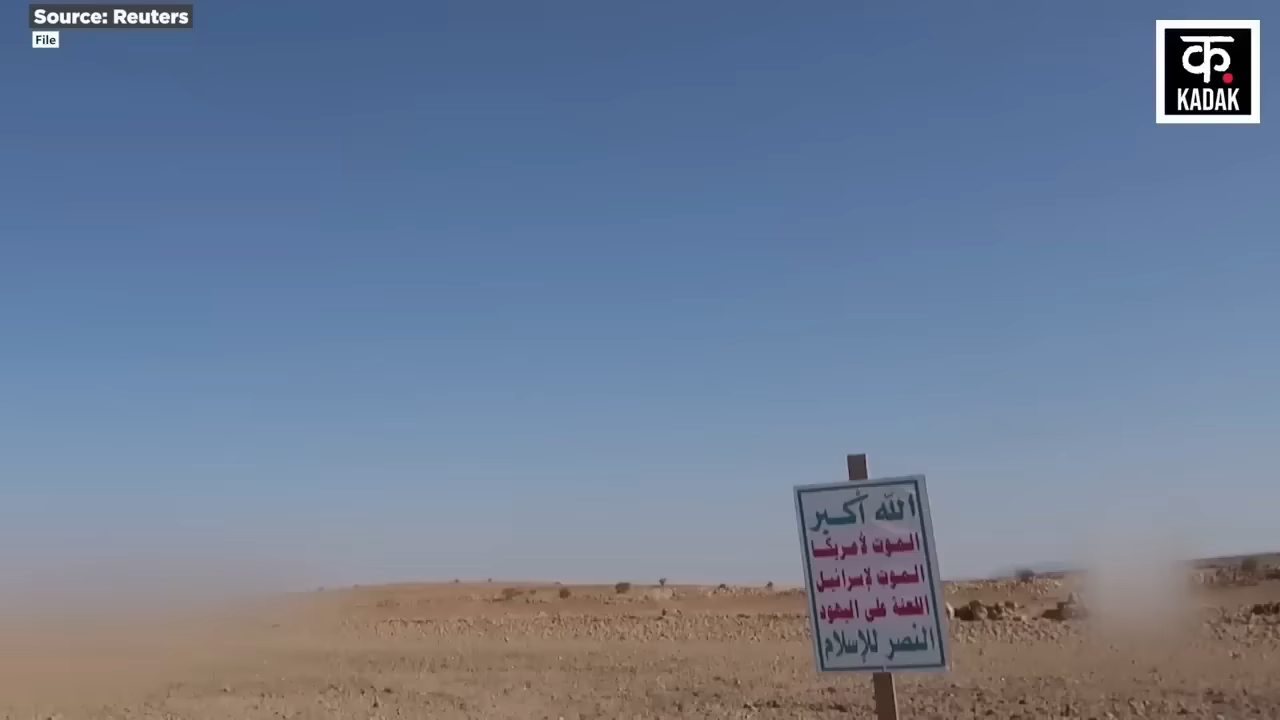 Source: Reuters
File
क.
KADAK
الله أكبر
الموت لأمريكا
الموت لإسرائيل
اللعنة على اليهود
النصر للإسلام